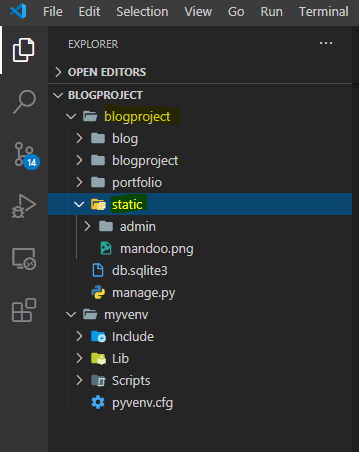 File Edit Selection View Go Run Terminal
EXPLORER
OPEN EDITORS
BLOGPROJECT
blogproject
blog
blogproject
portfolio
static
admin
mandoo.png
db.sqlite3
manage.py
14
myvenv
Include
Lib
Scripts
pyvenv.cfg